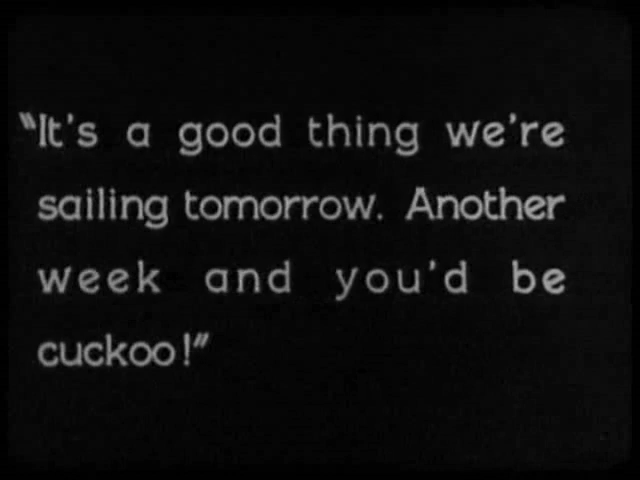 "It's a good thing we're
sailing tomorrow. Another
week and you'd be
cuckoo!"